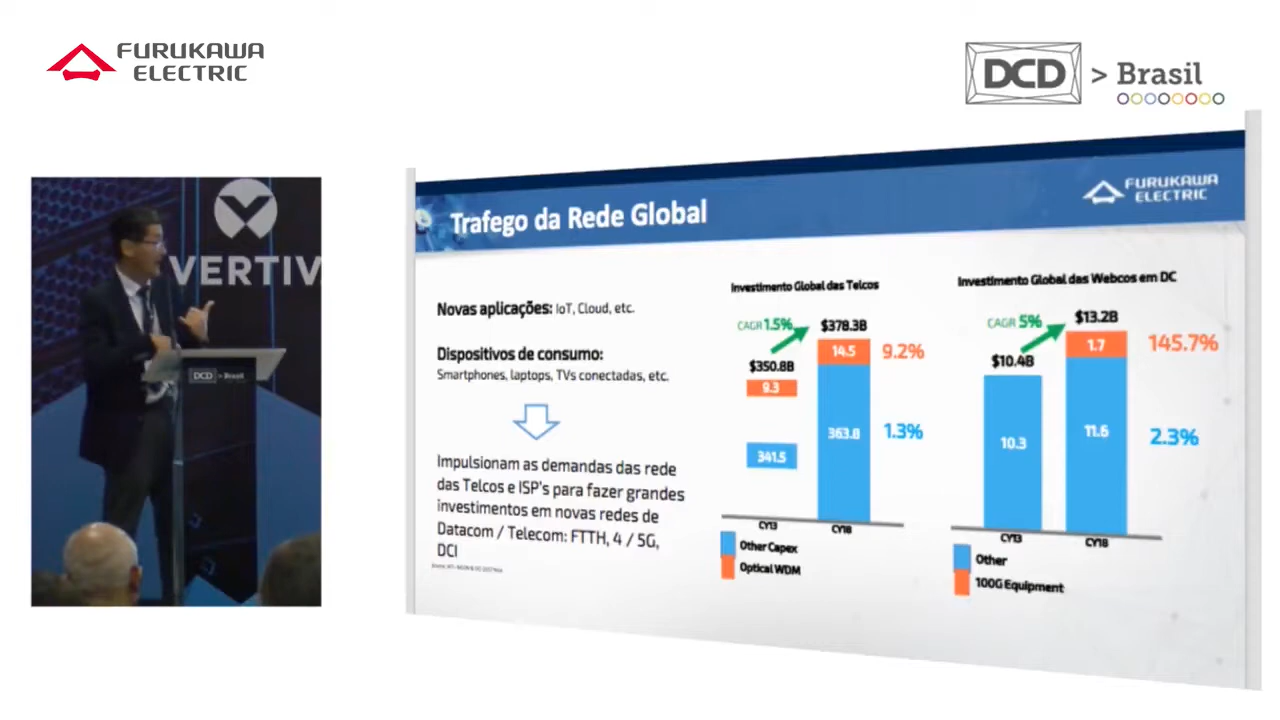 FURUKAWA
ELECTRIC
DCD > Brasil
VERTIV
DCD > Brasil
Trafego da Rede Global
FURUKAWA
ELECTRIC
Novas aplicações: IoT, Cloud, etc.
Dispositivos de consumo:
Smartphones, laptops, TVs conectadas, etc.
Impulsionam as demandas das rede
das Telcos e ISP's para fazer grandes
investimentos em novas redes de
Datacom / Telecom: FTTH, 4 / 5G,
DCI
Investimento Global das Telcos
CAGR 1.5%
$378.3B
14.5
9.2%
$350.8B
9.3
363.8
1.3%
341.5
CY13
CY18
Other Capex
Optical WDM
Investimento Global das Webcos em DC
CAGR 5%
$13.2B
1.7
145.7%
$10.4B
10.3
11.6
2.3%
CY13
CY18
Other
100G Equipment